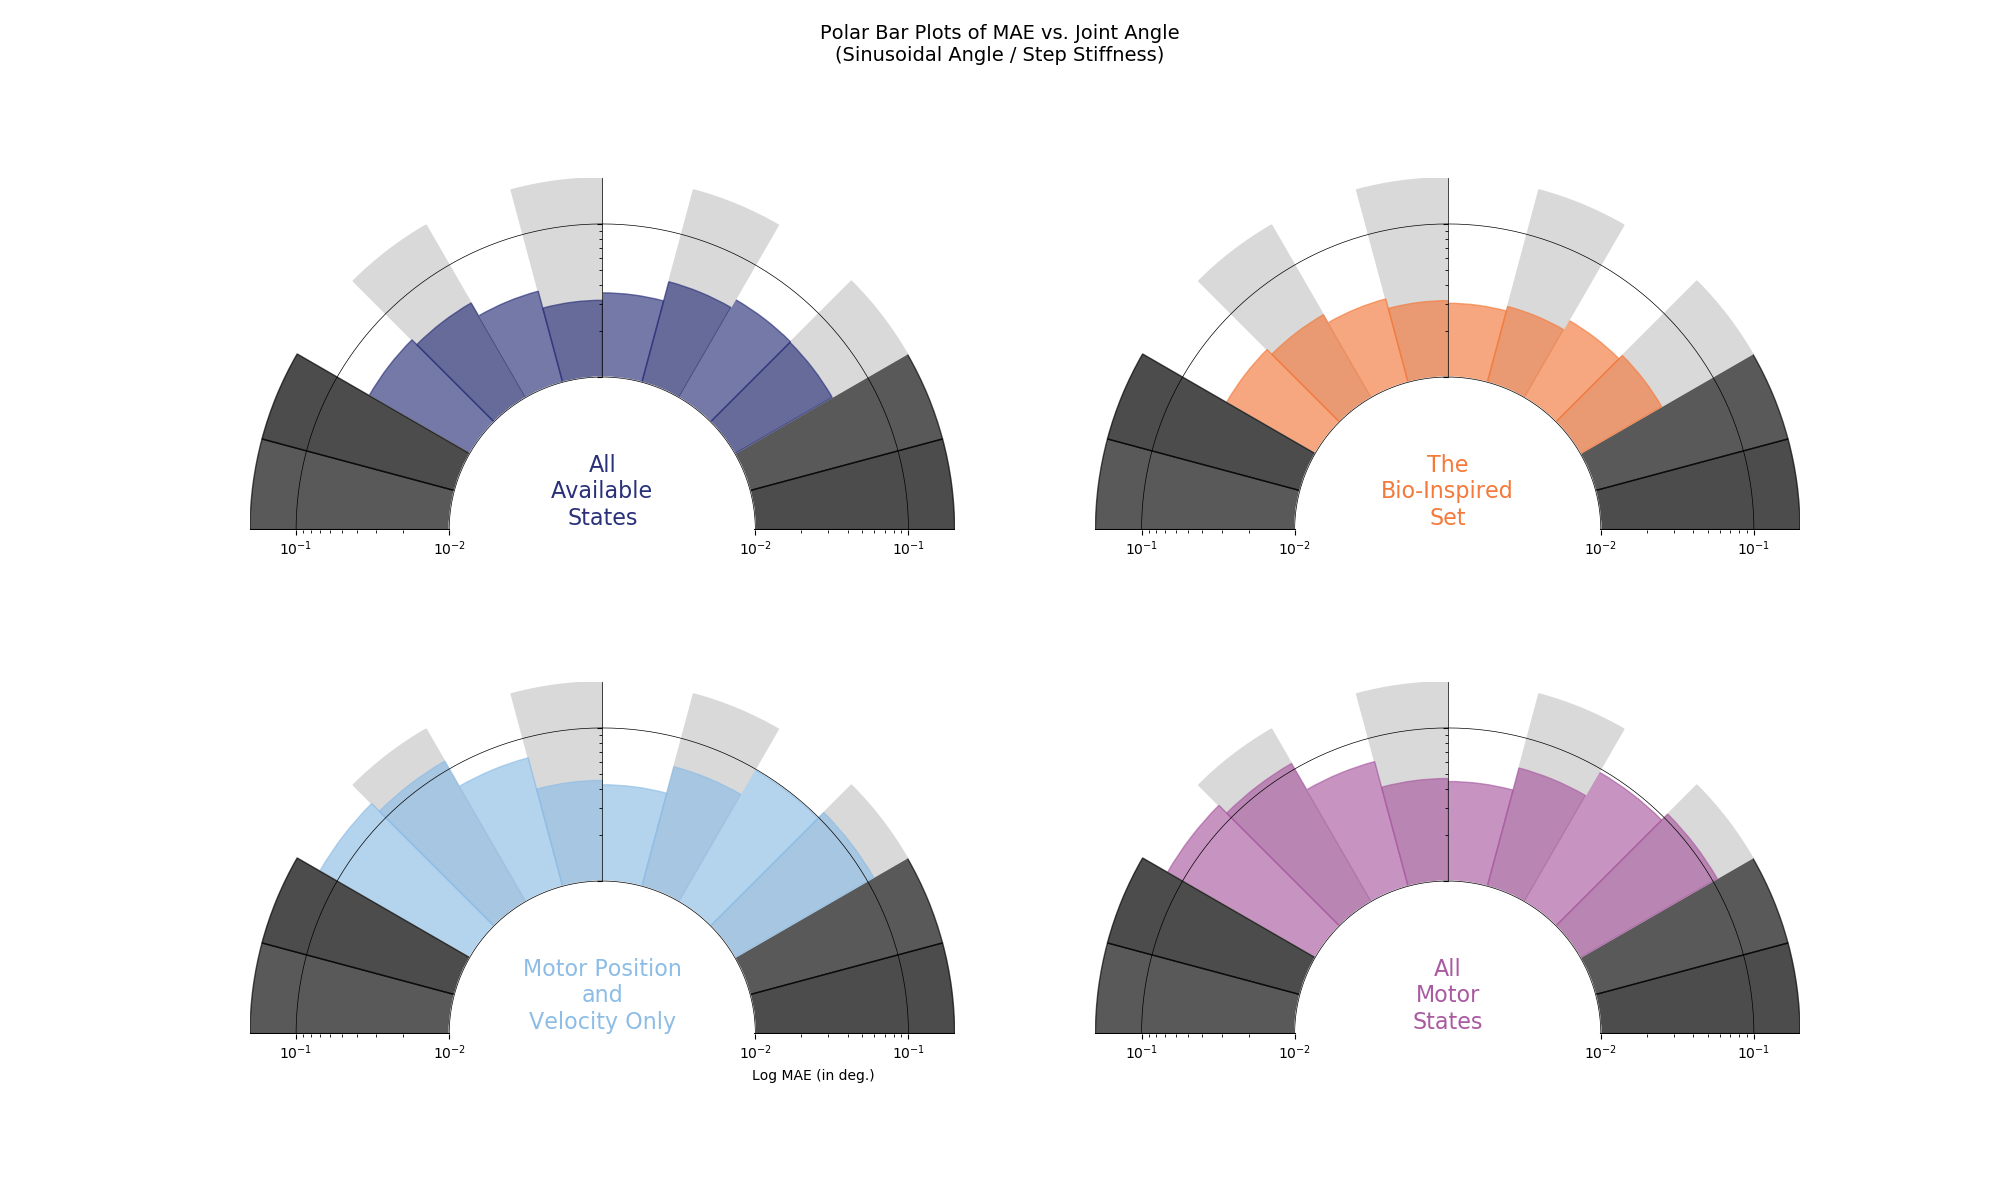 Polar Bar Plots of MAE vs. Joint Angle
(Sinusoidal Angle / Step Stiffness)
All
Available
States
10⁻¹ 10⁻² 10⁻² 10⁻¹
The
Bio-Inspired
Set
10⁻¹ 10⁻² 10⁻² 10⁻¹
Motor Position
and
Velocity Only
10⁻¹ 10⁻² 10⁻² 10⁻¹
Log MAE (in deg.)
All
Motor
States
10⁻¹ 10⁻² 10⁻² 10⁻¹